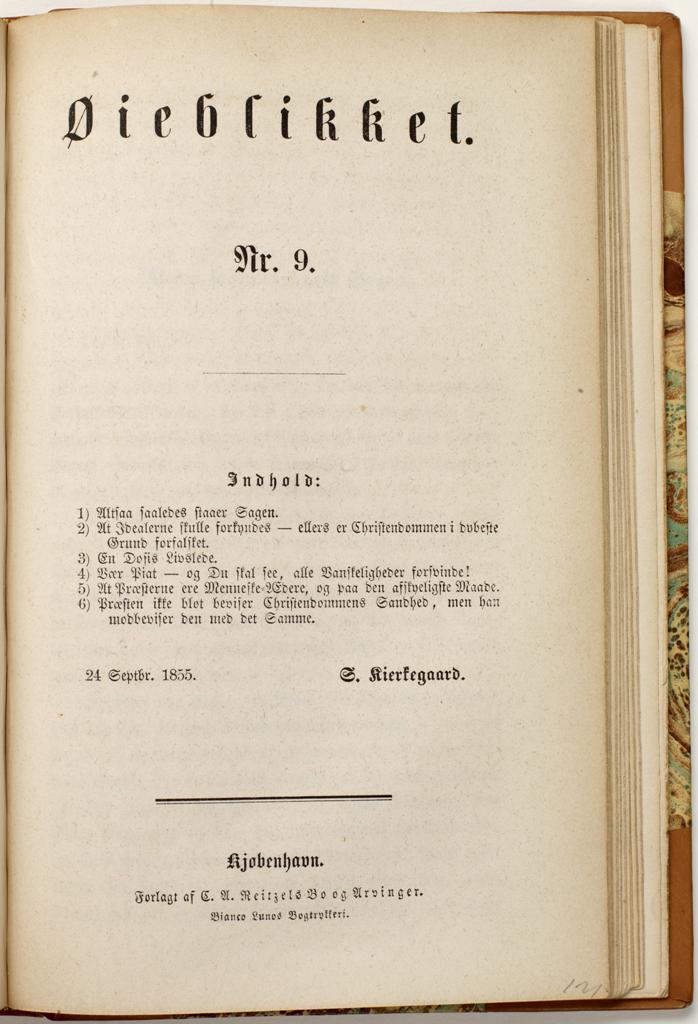 Øieblikket.
Nr. 9.
Indhold:
1) Altsaa saaledes staaer Sagen.
2) At Idealerne skulle forkyndes — ellers er Christendommen i dybeste
Grund forfalsket.
3) En Dosis Livslede.
4) Vær Piat — og Du skal see, alle Vanskeligheder forsvinde!
5) At Præsterne ere Menneske-Ædere, og paa den afskyeligste Maade.
6) Præsten ikke blot beviser Christendommens Sandhed, men han
modbeviser den med det Samme.
24 Septbr. 1855. S. Kierkegaard.
Kjøbenhavn.
Forlagt af C. A. Reitzels Bo og Arvinger.
Bianco Lunos Bogtrykkeri.